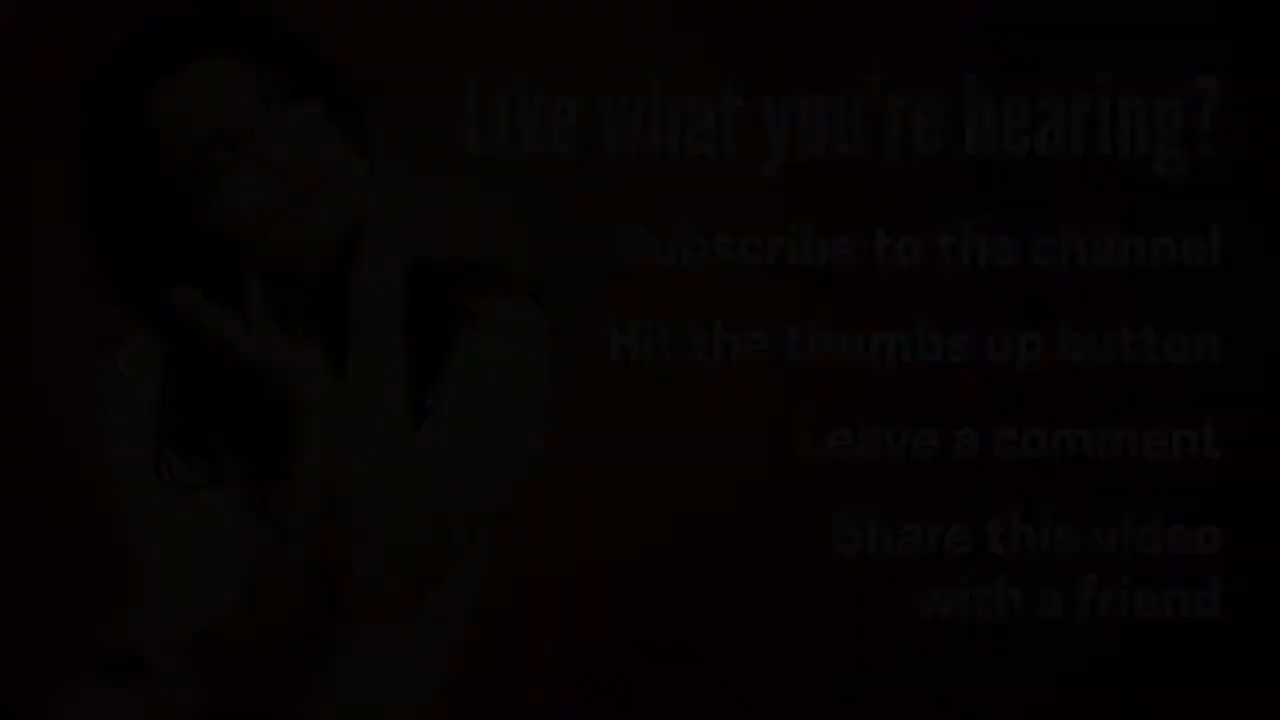 Like what you're hearing?
Subscribe to the channel
Hit the thumbs up button
Leave a comment
Share this video
with a friend